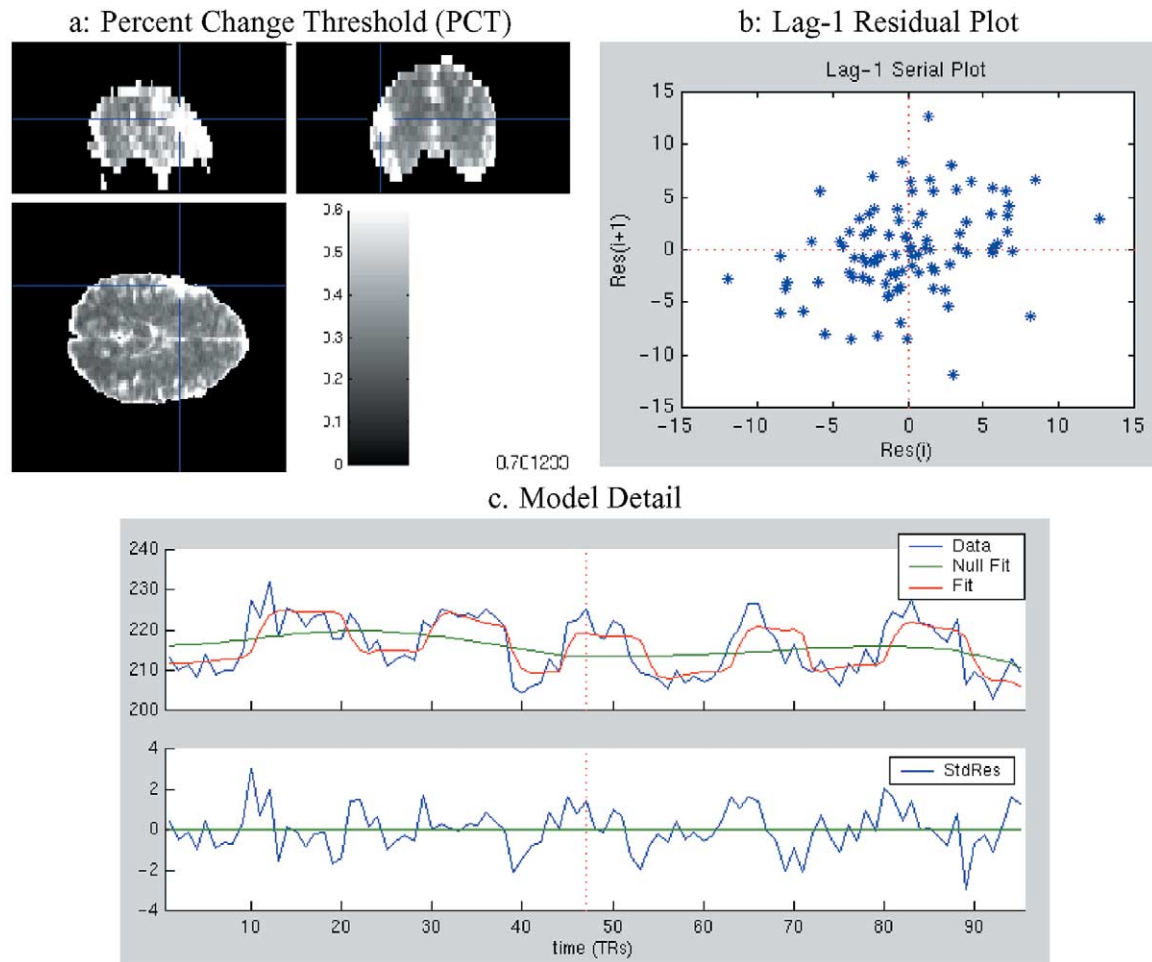 a: Percent Change Threshold (PCT)
b: Lag-1 Residual Plot
0.6
0.5
0.4
0.3
0.2
0.1
0
0.701200
Lag-1 Serial Plot
15
10
5
0
-5
-10
-15
Res(i+1)
-15 -10 -5 0 5 10 15
Res(i)
c. Model Detail
240
230
220
210
200
Data
Null Fit
Fit
4
2
0
-2
-4
StdRes
10 20 30 40 50 60 70 80 90
time (TRs)